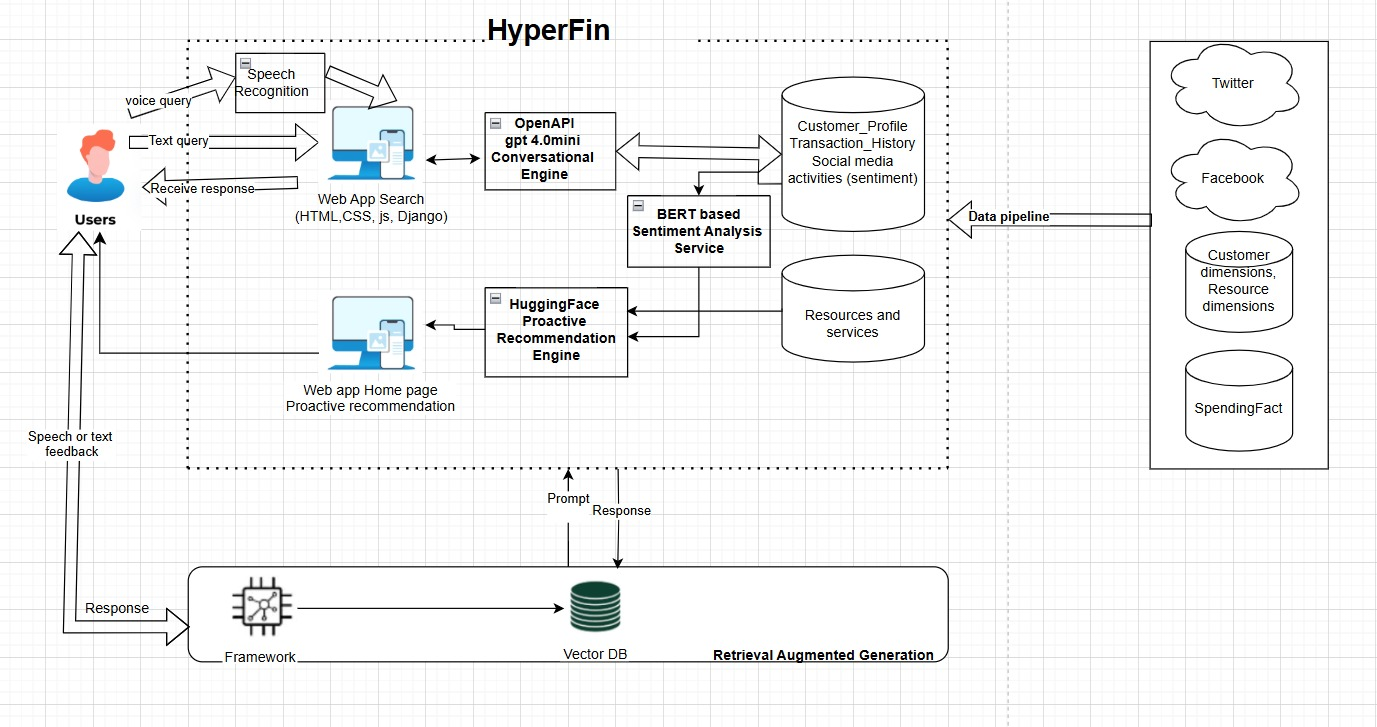 HyperFin
Speech
Recognition
voice query
Text query
Receive response
Users
Web App Search
(HTML,CSS, js, Django)
OpenAPI
gpt 4.0mini
Conversational
Engine
Customer_Profile
Transaction_History
Social media
activities (sentiment)
BERT based
Sentiment Analysis
Service
HuggingFace
Proactive
Recommendation
Engine
Resources and
services
Web app Home page
Proactive recommendation
Data pipeline
Twitter
Facebook
Customer
dimensions,
Resource
dimensions
SpendingFact
Speech or text
feedback
Prompt
Response
Response
Framework
Vector DB
Retrieval Augmented Generation